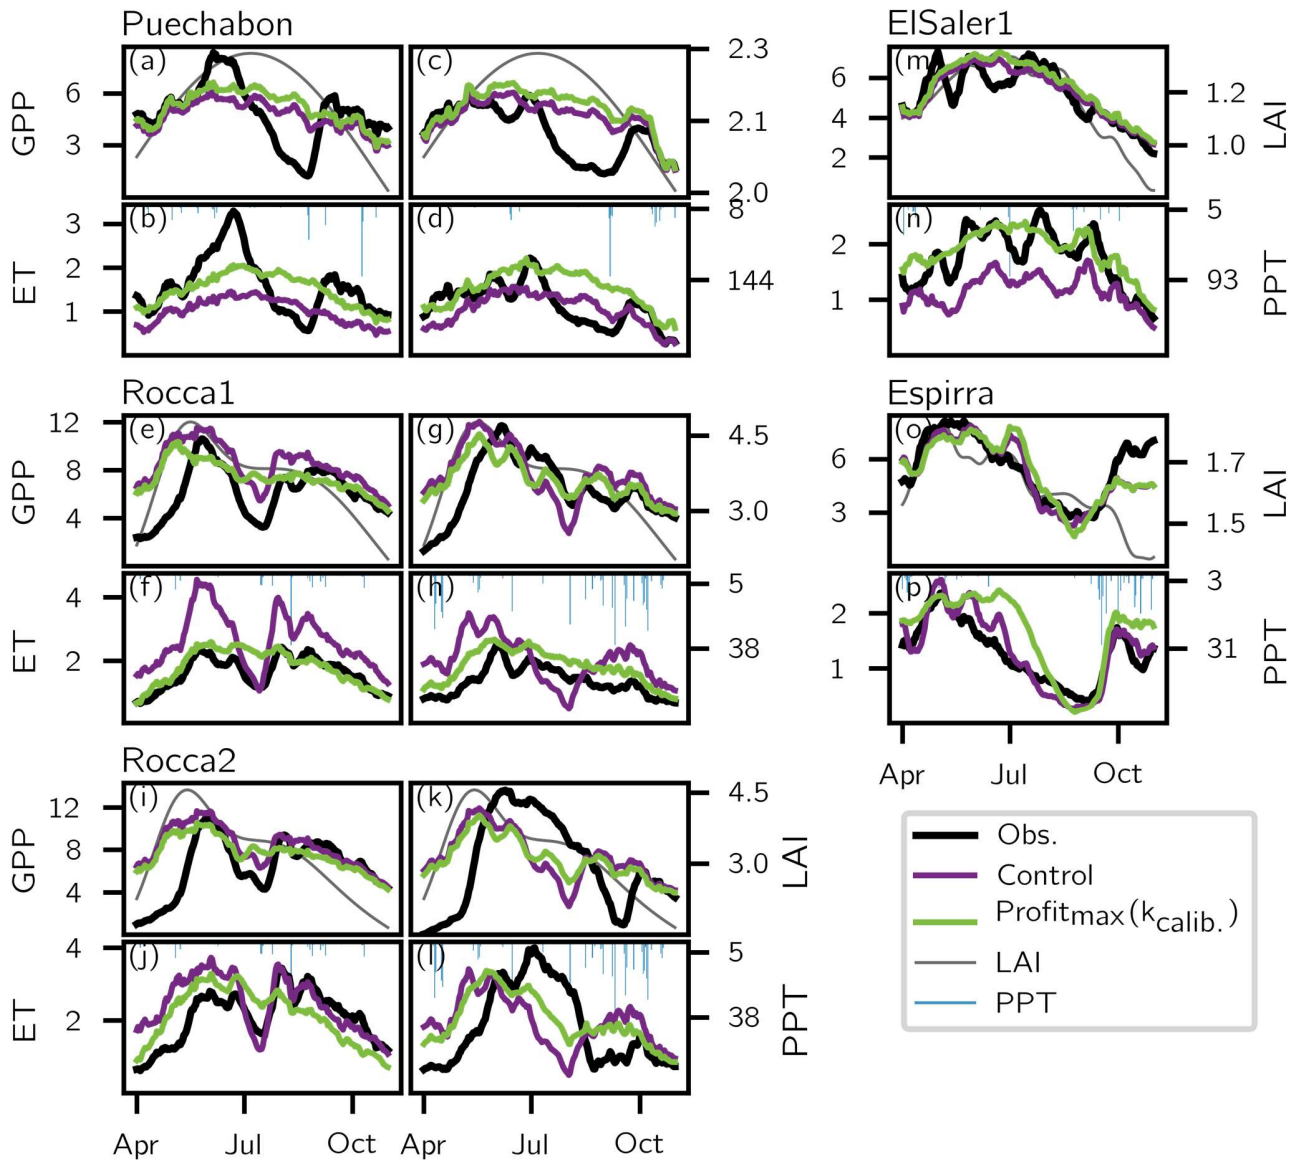 Puechabon
ElSaler1
(a)
(c)
(m)
GPP
6
3
2.3
2.1
2.0
6
4
2
1.2
1.0
LAI
(b)
(d)
(n)
ET
3
2
1
8
144
2
1
5
93
PPT
Rocca1
Espirra
(e)
(g)
(o)
GPP
12
8
4
4.5
3.0
6
3
1.7
1.5
LAI
(f)
(h)
(p)
ET
4
2
5
38
2
1
3
31
PPT
Apr Jul Oct
Rocca2
(i)
(k)
GPP
12
8
4
4.5
3.0
LAI
(j)
(l)
ET
4
2
5
38
PPT
Apr Jul Oct Apr Jul Oct
Obs.
Control
Profitmax(kcalib.)
LAI
PPT